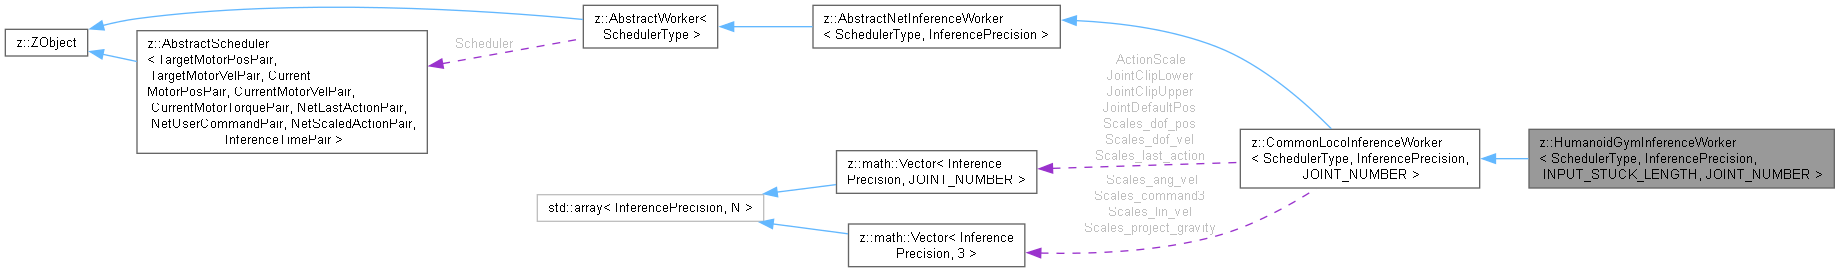 z::ZObject
z::AbstractScheduler
< TargetMotorPosPair,
TargetMotorVelPair, Current
MotorPosPair, CurrentMotorVelPair,
CurrentMotorTorquePair, NetLastActionPair,
NetUserCommandPair, NetScaledActionPair,
InferenceTimePair >
Scheduler
z::AbstractWorker<
SchedulerType >
z::AbstractNetInferenceWorker
< SchedulerType, InferencePrecision >
std::array< InferencePrecision, N >
z::math::Vector< Inference
Precision, JOINT_NUMBER >
z::math::Vector< Inference
Precision, 3 >
ActionScale
JointClipLower
JointClipUpper
JointDefaultPos
Scales_dof_pos
Scales_dof_vel
Scales_last_action
Scales_ang_vel
Scales_command3
Scales_lin_vel
Scales_project_gravity
z::CommonLocoInferenceWorker
< SchedulerType, InferencePrecision,
JOINT_NUMBER >
z::HumanoidGymInferenceWorker
< SchedulerType, InferencePrecision,
INPUT_STUCK_LENGTH, JOINT_NUMBER >